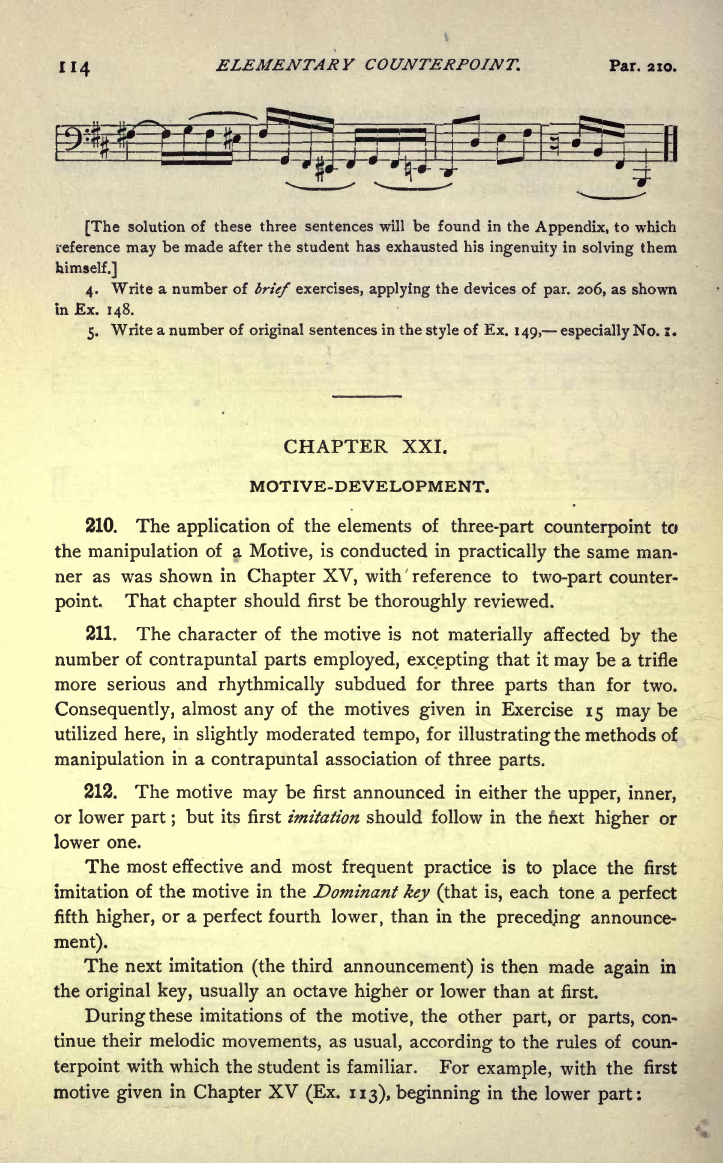 114 ELEMENTARY COUNTERPOINT. Par. 210.
[The solution of these three sentences will be found in the Appendix, to which
reference may be made after the student has exhausted his ingenuity in solving them
himself.]
4. Write a number of brief exercises, applying the devices of par. 206, as shown
in Ex. 148.
5. Write a number of original sentences in the style of Ex. 149,— especially No. 1.
CHAPTER XXI.
MOTIVE-DEVELOPMENT.
210. The application of the elements of three-part counterpoint to
the manipulation of a Motive, is conducted in practically the same man-
ner as was shown in Chapter XV, with reference to two-part counter-
point. That chapter should first be thoroughly reviewed.
211. The character of the motive is not materially affected by the
number of contrapuntal parts employed, excepting that it may be a trifle
more serious and rhythmically subdued for three parts than for two.
Consequently, almost any of the motives given in Exercise 15 may be
utilized here, in slightly moderated tempo, for illustrating the methods of
manipulation in a contrapuntal association of three parts.
212. The motive may be first announced in either the upper, inner,
or lower part; but its first imitation should follow in the next higher or
lower one.
The most effective and most frequent practice is to place the first
imitation of the motive in the Dominant key (that is, each tone a perfect
fifth higher, or a perfect fourth lower, than in the preceding announce-
ment).
The next imitation (the third announcement) is then made again in
the original key, usually an octave higher or lower than at first.
During these imitations of the motive, the other part, or parts, con-
tinue their melodic movements, as usual, according to the rules of coun-
terpoint with which the student is familiar. For example, with the first
motive given in Chapter XV (Ex. 113), beginning in the lower part: